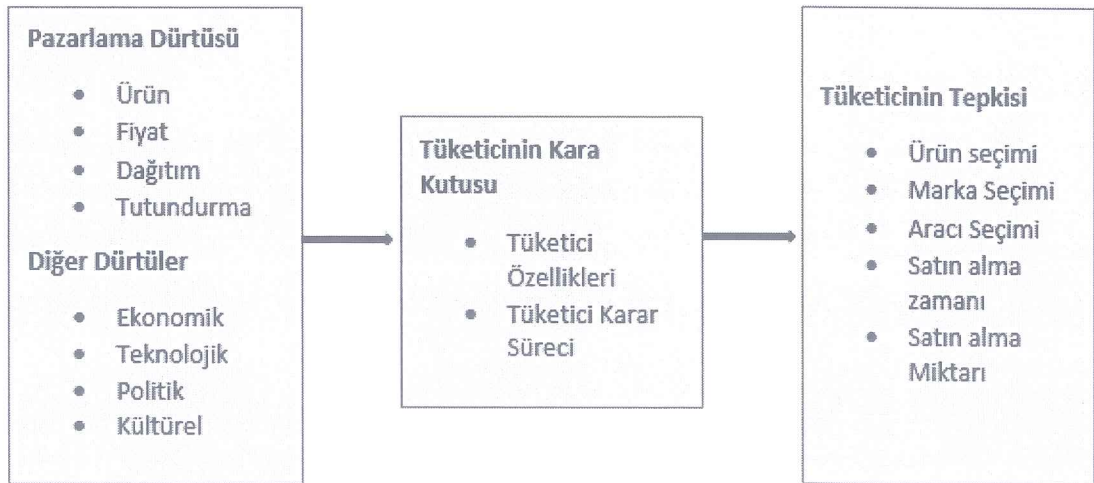 Pazarlama Dürtüsü
• Ürün
• Fiyat
• Dağıtım
• Tutundurma
Diğer Dürtüler
• Ekonomik
• Teknolojik
• Politik
• Kültürel
Tüketicinin Kara
Kutusu
• Tüketici
Özellikleri
• Tüketici Karar
Süreci
Tüketicinin Tepkisi
• Ürün seçimi
• Marka Seçimi
• Aracı Seçimi
• Satın alma
zamanı
• Satın alma
Miktarı